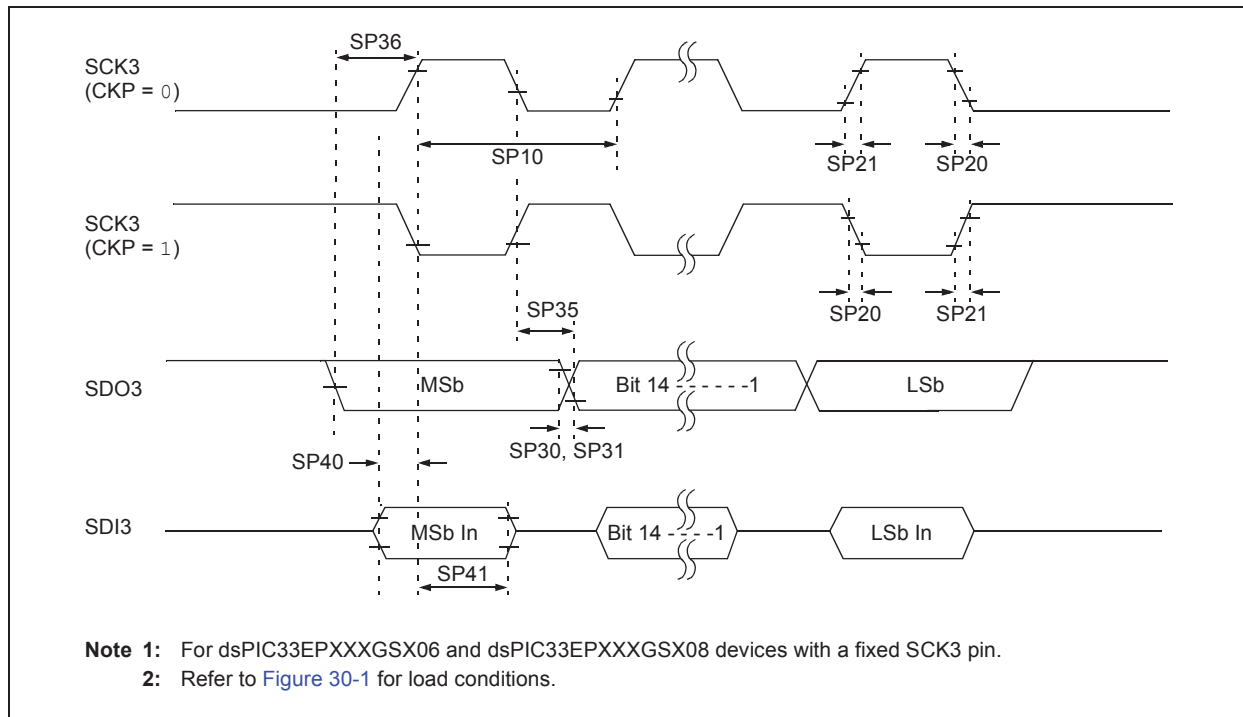 SP36
SCK3
(CKP = 0)
SP10
SP21
SP20
SCK3
(CKP = 1)
SP35
SP20
SP21
SDO3
MSb
Bit 14 - - - - - -1
LSb
SP30, SP31
SP40
SDI3
MSb In
Bit 14 - - - -1
LSb In
SP41
Note 1: For dsPIC33EPXXXGSX06 and dsPIC33EPXXXGSX08 devices with a fixed SCK3 pin.
2: Refer to Figure 30-1 for load conditions.